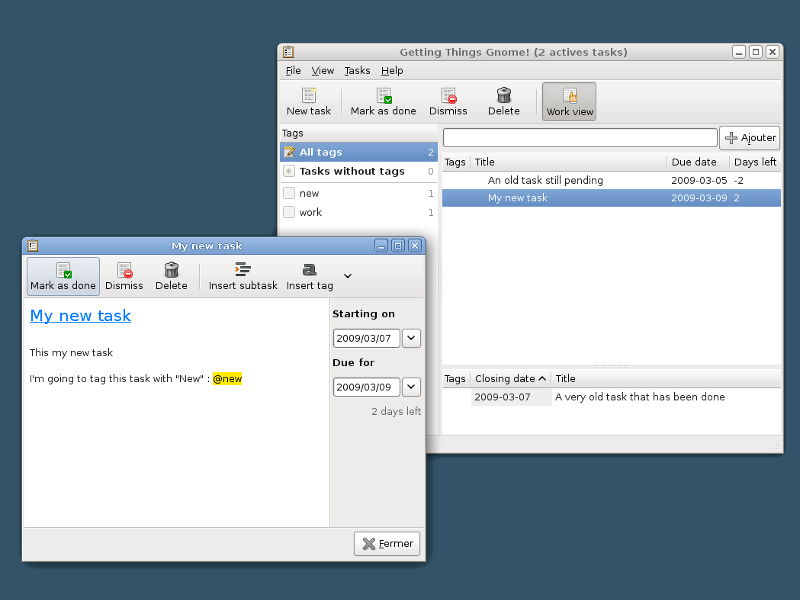 Getting Things Gnome! (2 actives tasks)
File View Tasks Help
New task Mark as done Dismiss Delete Work view
Tags
All tags 2
Tasks without tags 0
new 1
work 1
Ajouter
Tags Title Due date Days left
An old task still pending 2009-03-05 -2
My new task 2009-03-09 2
Tags Closing date Title
2009-03-07 A very old task that has been done
My new task
Mark as done Dismiss Delete Insert subtask Insert tag
My new task
This my new task
I'm going to tag this task with "New" : @new
Starting on
2009/03/07
Due for
2009/03/09
2 days left
Fermer